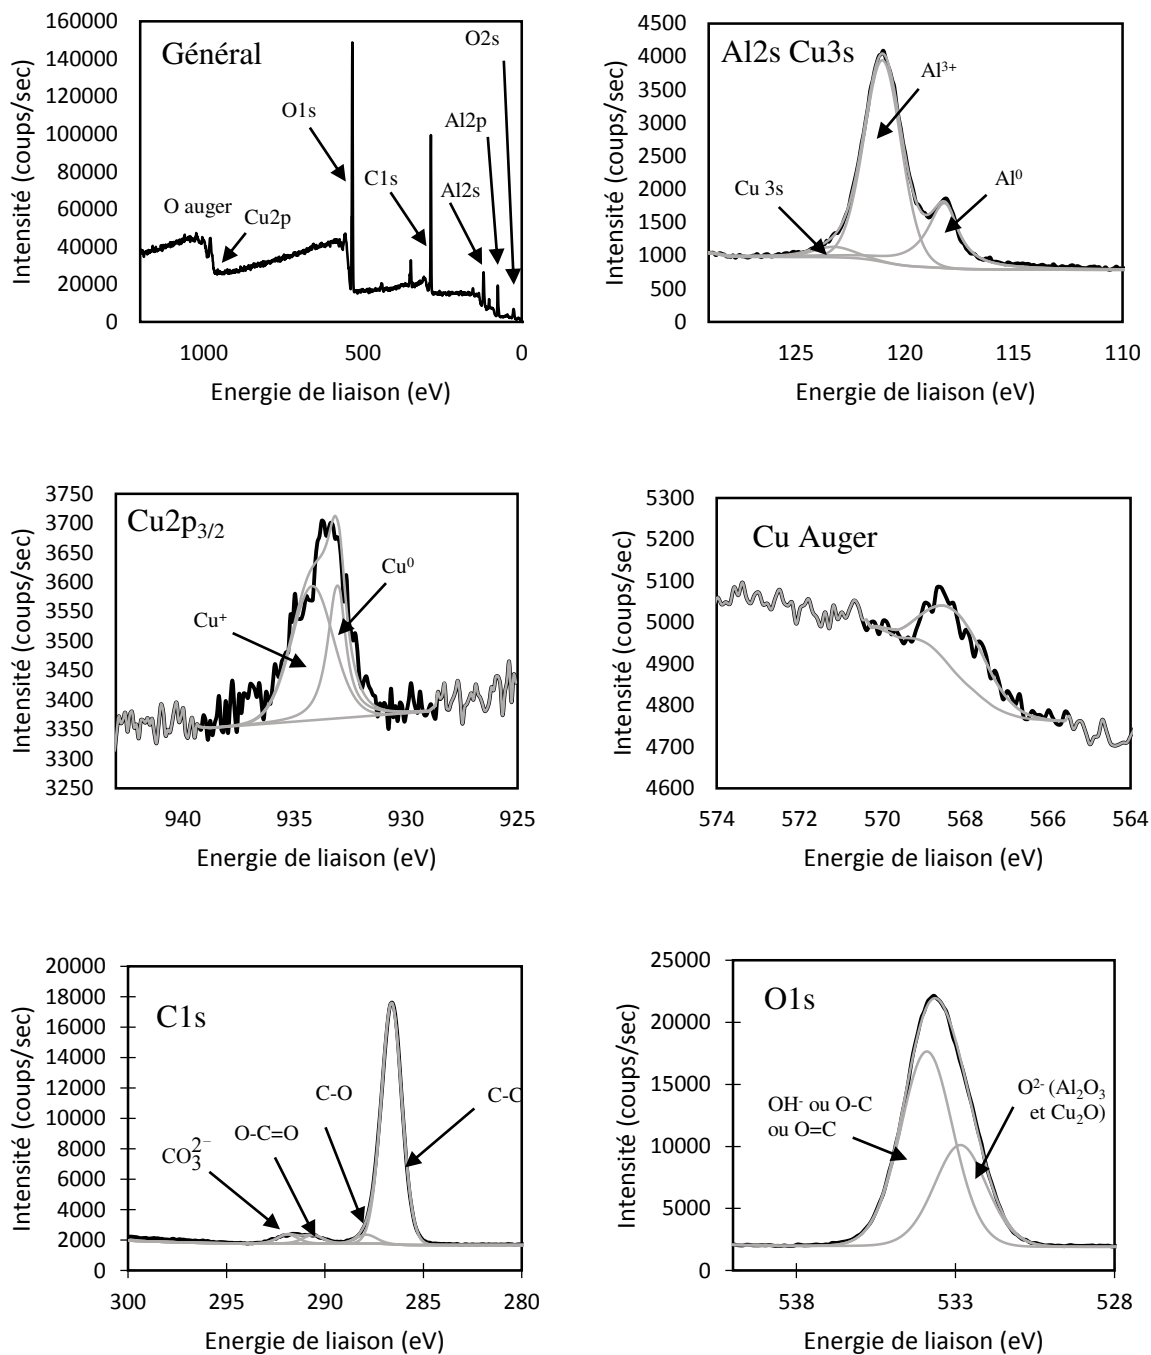 Général
Intensité (coups/sec)
160000
140000
120000
100000
80000
60000
40000
20000
0
O auger
Cu2p
O1s
C1s
Al2s
Al2p
O2s
1000
500
0
Energie de liaison (eV)
Al2s Cu3s
Intensité (coups/sec)
4500
4000
3500
3000
2500
2000
1500
1000
500
0
Al³⁺
Cu 3s
Al⁰
125
120
115
110
Energie de liaison (eV)
Cu2p₃/₂
Intensité (coups/sec)
3750
3700
3650
3600
3550
3500
3450
3400
3350
3300
3250
Cu⁺
Cu⁰
940
935
930
925
Energie de liaison (eV)
Cu Auger
Intensité (coups/sec)
5300
5200
5100
5000
4900
4800
4700
4600
574
572
570
568
566
564
Energie de liaison (eV)
C1s
Intensité (coups/sec)
20000
18000
16000
14000
12000
10000
8000
6000
4000
2000
0
CO₃²⁻
O-C=O
C-O
C-C
300
295
290
285
280
Energie de liaison (eV)
O1s
Intensité (coups/sec)
25000
20000
15000
10000
5000
0
OH⁻ ou O-C
ou O=C
O²⁻ (Al₂O₃
et Cu₂O)
538
533
528
Energie de liaison (eV)